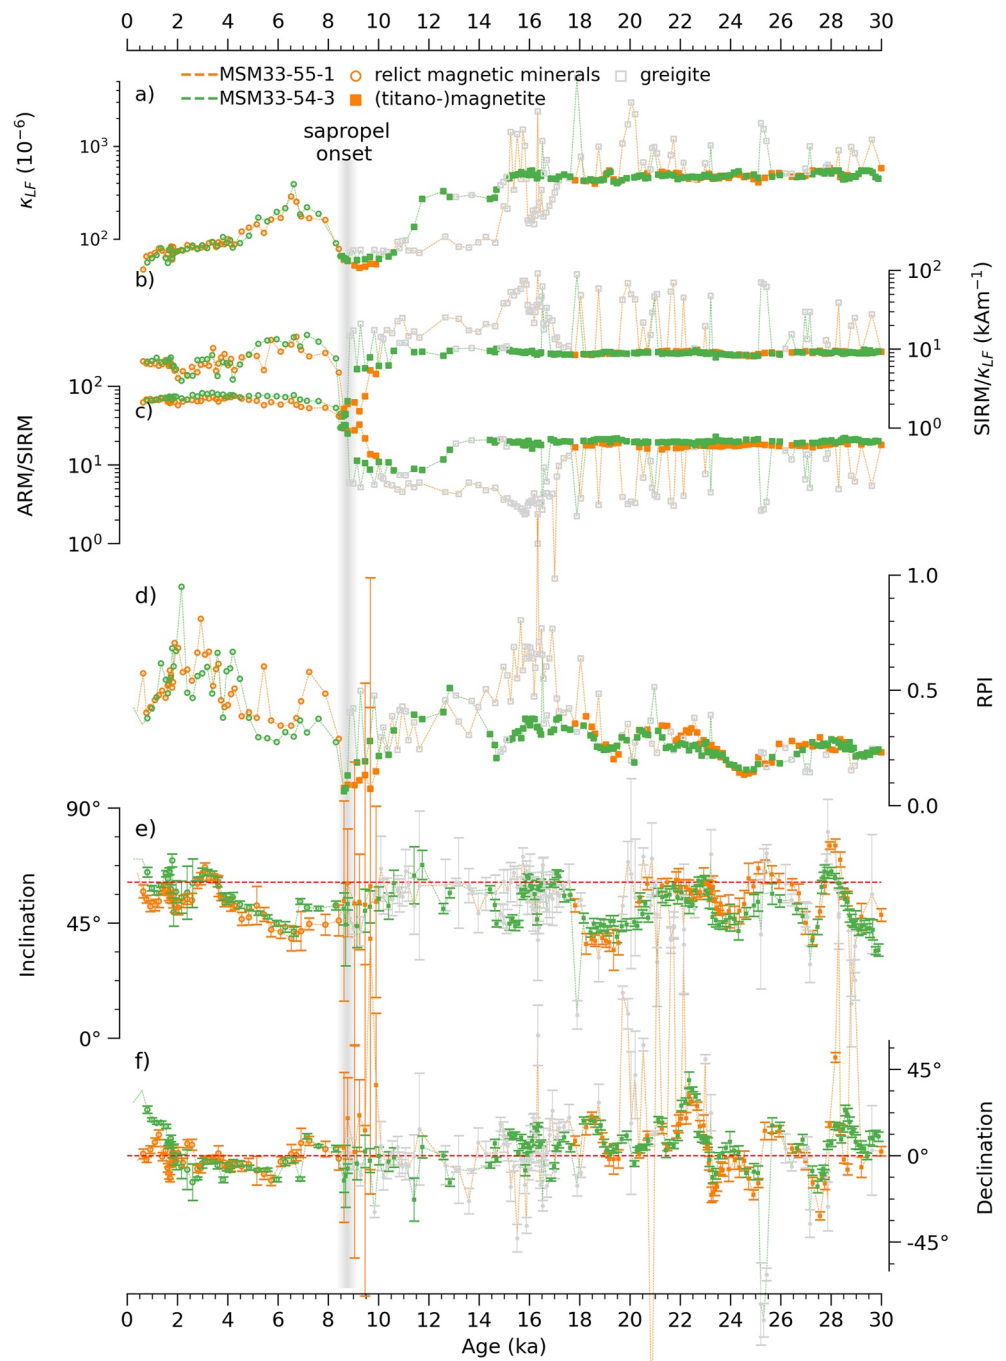 0 2 4 6 8 10 12 14 16 18 20 22 24 26 28 30
MSM33-55-1 relict magnetic minerals greigite
MSM33-54-3 (titano-)magnetite
a)
sapropel
onset
κLF (10⁻⁶)
10³
10²
b)
10²
10¹
10⁰
SIRM/κLF (kAm⁻¹)
c)
10²
10¹
10⁰
ARM/SIRM
d)
1.0
0.5
0.0
RPI
e)
90°
45°
0°
Inclination
f)
45°
0°
-45°
Declination
0 2 4 6 8 10 12 14 16 18 20 22 24 26 28 30
Age (ka)